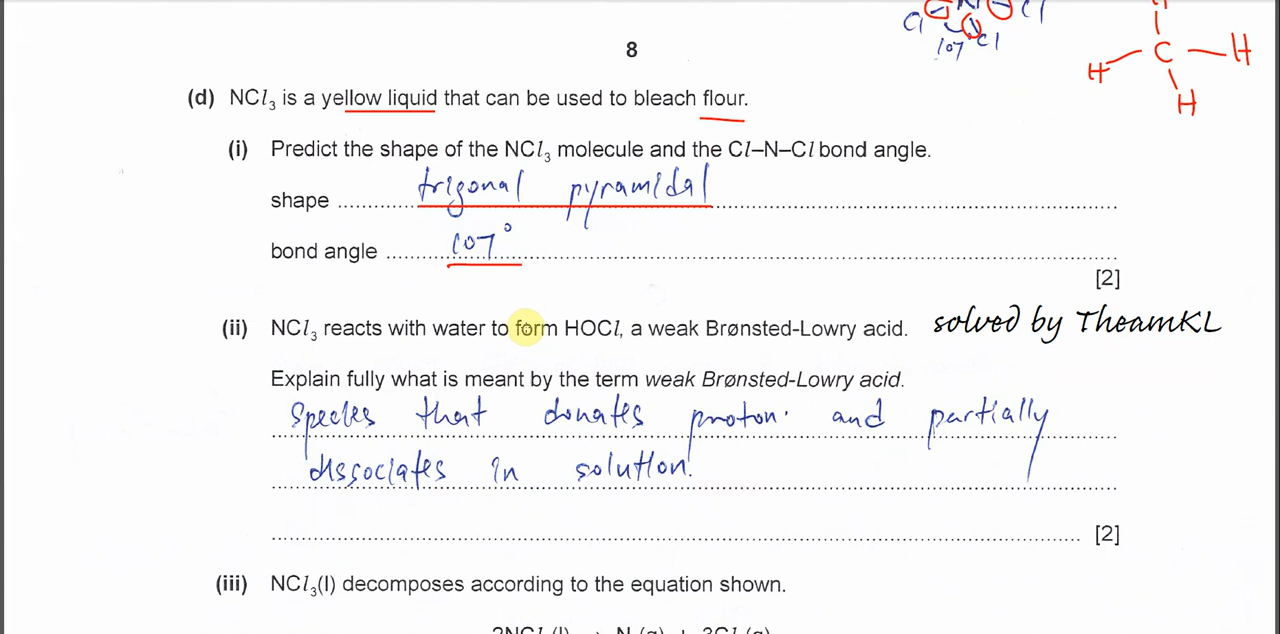 Cl N Cl
107 Cl
H
C H
H
8
(d) NCl₃ is a yellow liquid that can be used to bleach flour.
(i) Predict the shape of the NCl₃ molecule and the Cl–N–Cl bond angle.
shape trigonal pyramidal
bond angle 107°
[2]
(ii) NCl₃ reacts with water to form HOCl, a weak Brønsted-Lowry acid. solved by TheamKL
Explain fully what is meant by the term weak Brønsted-Lowry acid.
Species that donates proton and partially
dissociates in solution.
[2]
(iii) NCl₃(l) decomposes according to the equation shown.